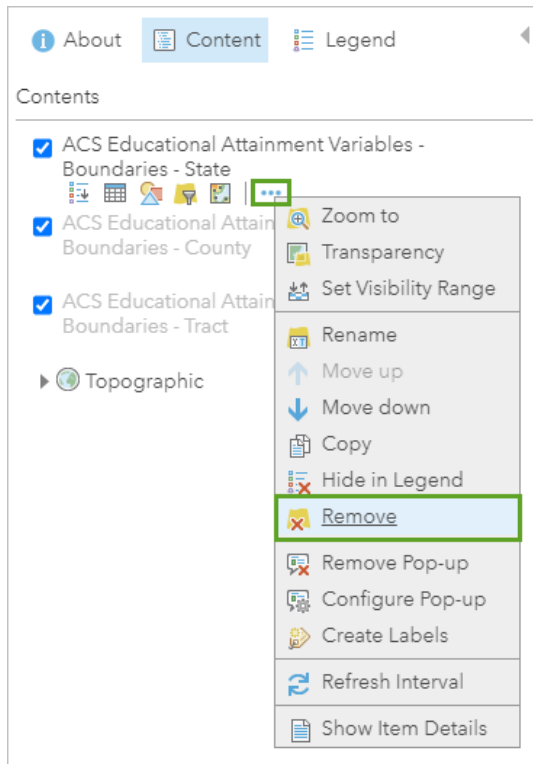 About Content Legend
Contents
ACS Educational Attainment Variables -
Boundaries - State
ACS Educational Attain
Boundaries - County
ACS Educational Attain
Boundaries - Tract
Topographic
Zoom to
Transparency
Set Visibility Range
Rename
Move up
Move down
Copy
Hide in Legend
Remove
Remove Pop-up
Configure Pop-up
Create Labels
Refresh Interval
Show Item Details